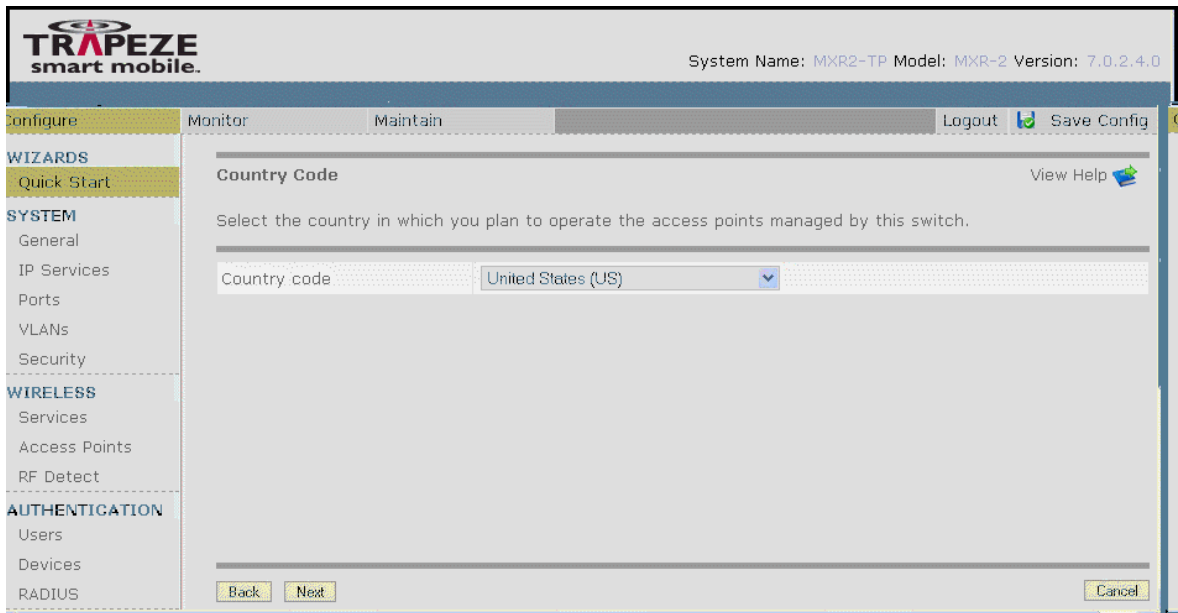 TRAPEZE
smart mobile.
System Name: MXR2-TP Model: MXR-2 Version: 7.0.2.4.0
Configure
Monitor
Maintain
Logout
Save Config
WIZARDS
Quick Start
SYSTEM
General
IP Services
Ports
VLANs
Security
WIRELESS
Services
Access Points
RF Detect
AUTHENTICATION
Users
Devices
RADIUS
Country Code
View Help
Select the country in which you plan to operate the access points managed by this switch.
Country code
United States (US)
Back
Next
Cancel